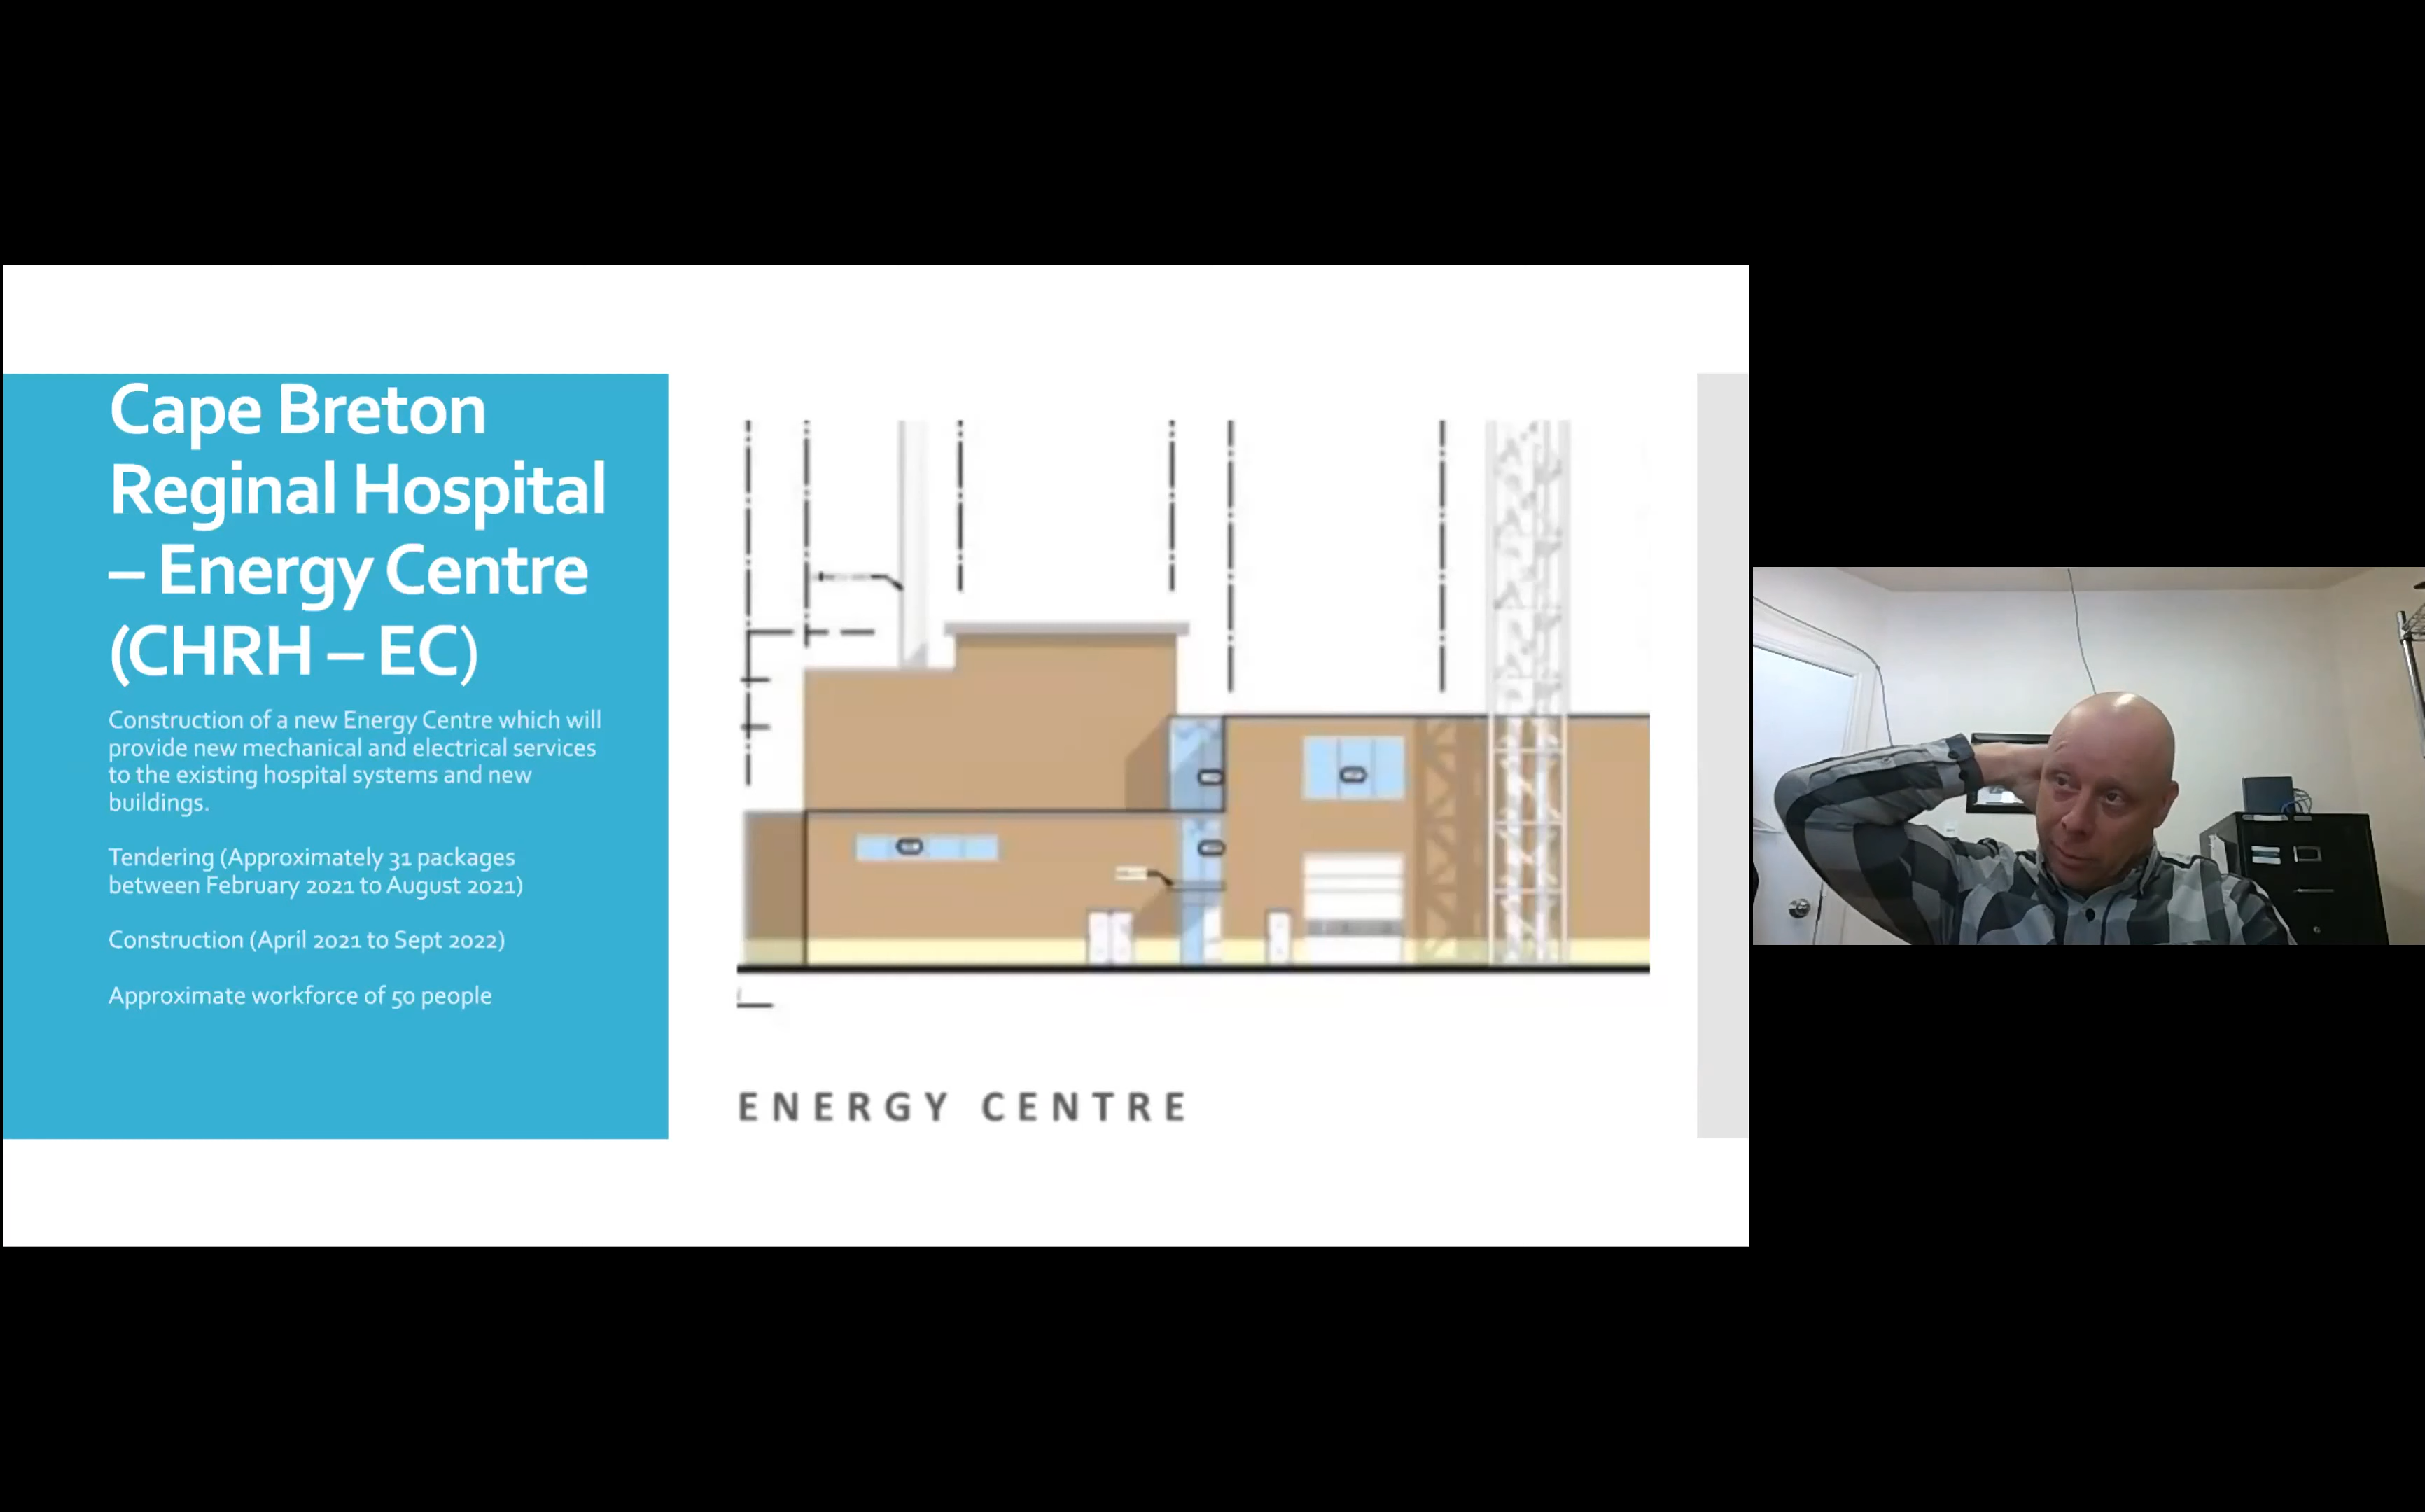 Cape Breton
Reginal Hospital
– Energy Centre
(CHRH – EC)
Construction of a new Energy Centre which will
provide new mechanical and electrical services
to the existing hospital systems and new
buildings.
Tendering (Approximately 31 packages
between February 2021 to August 2021)
Construction (April 2021 to Sept 2022)
Approximate workforce of 50 people
ENERGY CENTRE